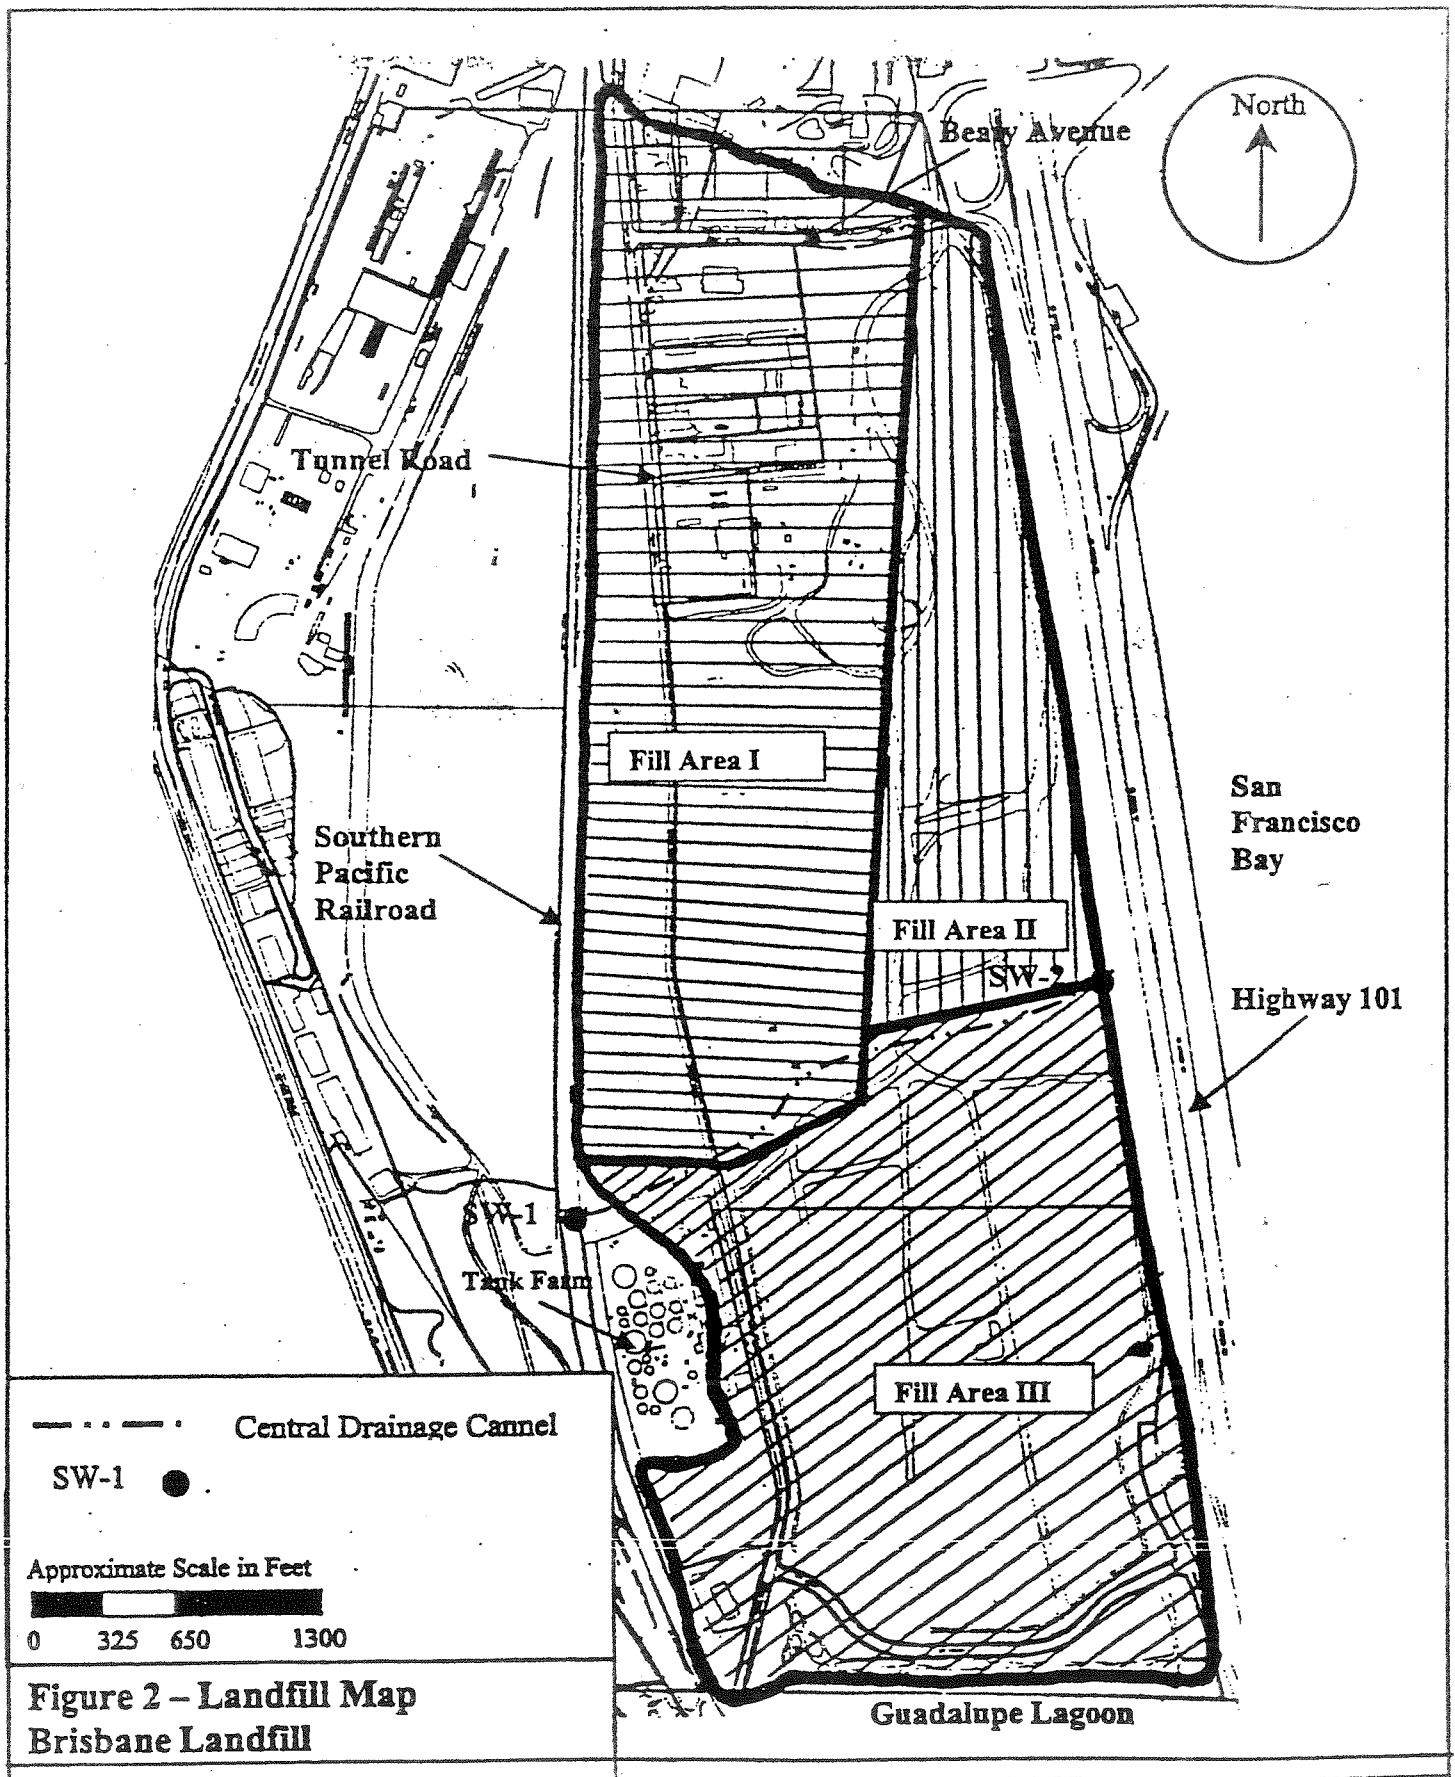 North
Beatty Avenue
Tunnel Road
Fill Area I
San
Francisco
Bay
Southern
Pacific
Railroad
Fill Area II
SW-2
Highway 101
SW-1
Tank Farm
Fill Area III
Central Drainage Cannel
SW-1
Approximate Scale in Feet
0 325 650 1300
Figure 2 – Landfill Map
Brisbane Landfill
Guadalupe Lagoon